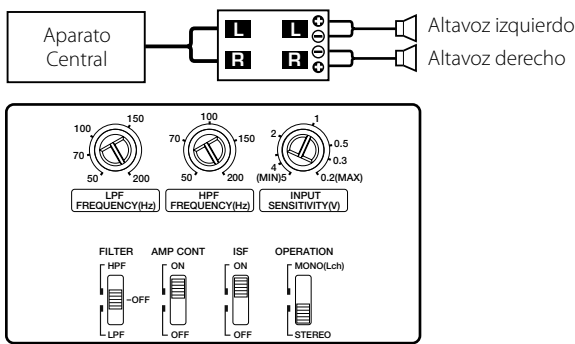 Aparato
Central
L L
R R
Altavoz izquierdo
Altavoz derecho
100 150 100 1
70 70 150 2 0.5
0.3
4
50 200 50 200 (MIN)5 0.2(MAX)
LPF
FREQUENCY(Hz)
HPF
FREQUENCY(Hz)
INPUT
SENSITIVITY(V)
FILTER AMP CONT ISF OPERATION
HPF ON ON MONO(Lch)
-OFF
LPF OFF OFF STEREO